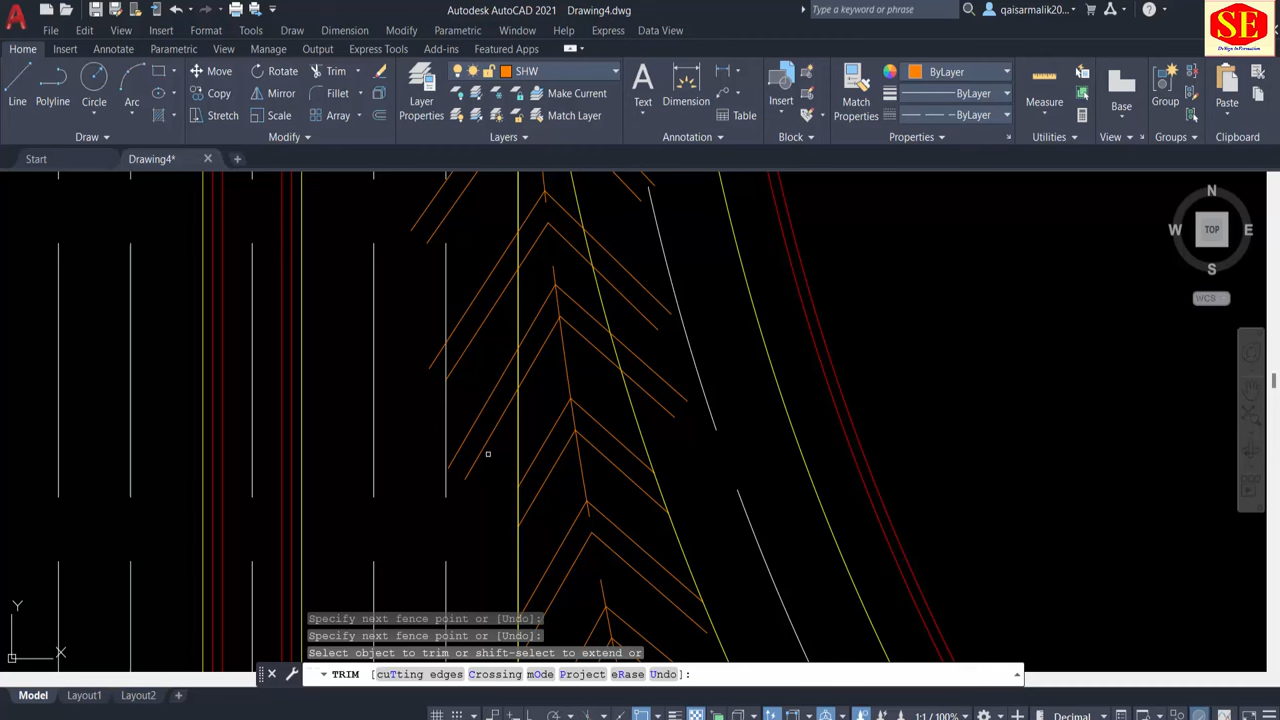 Autodesk AutoCAD 2021 Drawing4.dwg
Type a keyword or phrase
qaisarmalik20...
SE
DeSign InFormation
File Edit View Insert Format Tools Draw Dimension Modify Parametric Window Help Express Data View
Home Insert Annotate Parametric View Manage Output Express Tools Add-ins Featured Apps
Line
Polyline
Circle
Arc
Draw
Move
Rotate
Trim
Copy
Mirror
Fillet
Stretch
Scale
Array
Modify
Layer
Properties
SHW
Make Current
Match Layer
Layers
Text
Dimension
Table
Annotation
Insert
Block
Match
Properties
ByLayer
ByLayer
ByLayer
Properties
Measure
Utilities
Base
View
Group
Groups
Paste
Clipboard
Start
Drawing4*
N
W TOP E
S
WCS
Y
X
Specify next fence point or [Undo]:
Specify next fence point or [Undo]:
Select object to trim or shift-select to extend or
TRIM [cuTting edges Crossing mOde Project eRase Undo]:
Model Layout1 Layout2
1:1/100%
Decimal